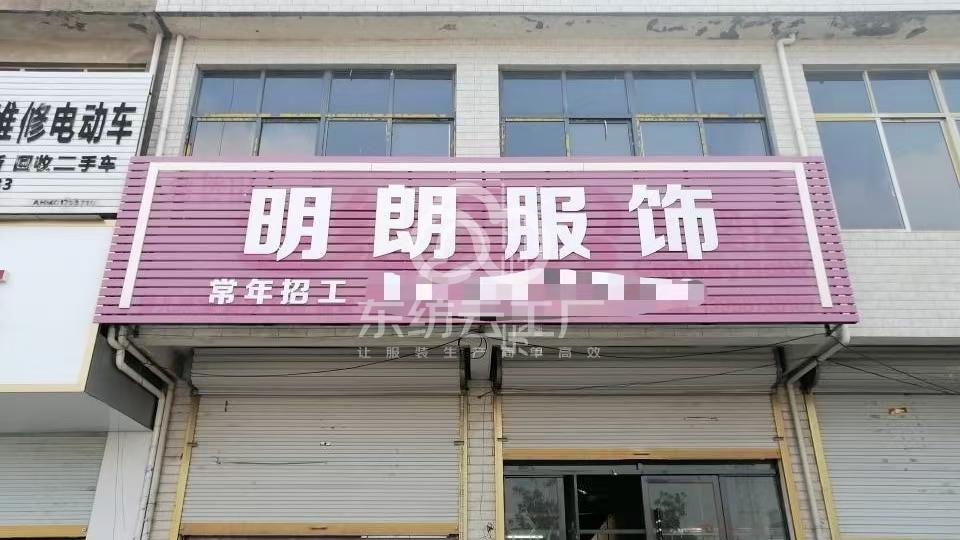 维修电动车
回收二手车
明朗服饰
常年招工
东纺云工厂
让服装生产简单高效